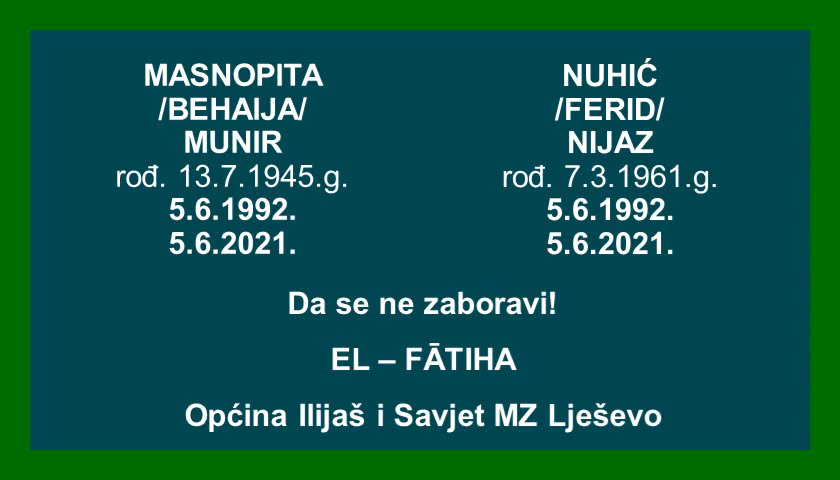 MASNOPITA
/BEHAIJA/
MUNIR
rođ. 13.7.1945.g.
5.6.1992.
5.6.2021.
NUHIĆ
/FERID/
NIJAZ
rođ. 7.3.1961.g.
5.6.1992.
5.6.2021.
Da se ne zaboravi!
EL – FĀTIHA
Općina Ilijaš i Savjet MZ Lješevo